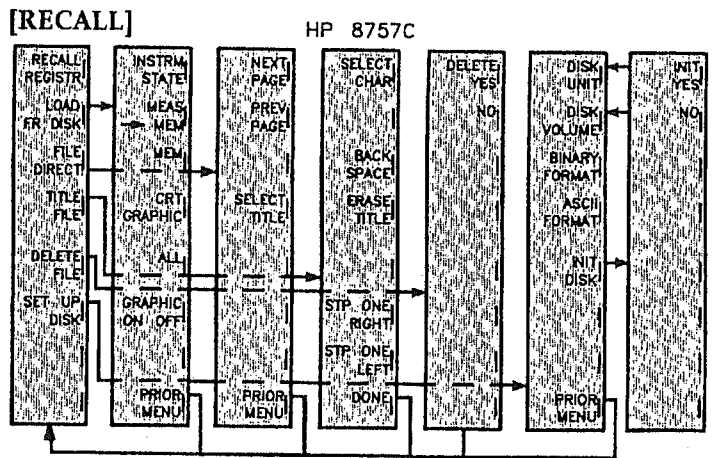 [RECALL]
HP 8757C
RECALL
REGISTR
LOAD
FR DISK
FILE
DIRECT
TITLE
FILE
DELETE
FILE
SET UP
DISK
INSTRM
STATE
MEAS
MEM
MEM
CRT
GRAPHIC
ALL
GRAPHIC
ON OFF
PRIOR
MENU
NEXT
PAGE
PREV
PAGE
SELECT
TITLE
PRIOR
MENU
SELECT
CHAR
BACK
SPACE
ERASE
TITLE
STP ONE
RIGHT
STP ONE
LEFT
DONE
DELETE
YES
NO
DISK
UNIT
DISK
VOLUME
BINARY
FORMAT
ASCII
FORMAT
INIT
DISK
PRIOR
MENU
INIT
YES
NO